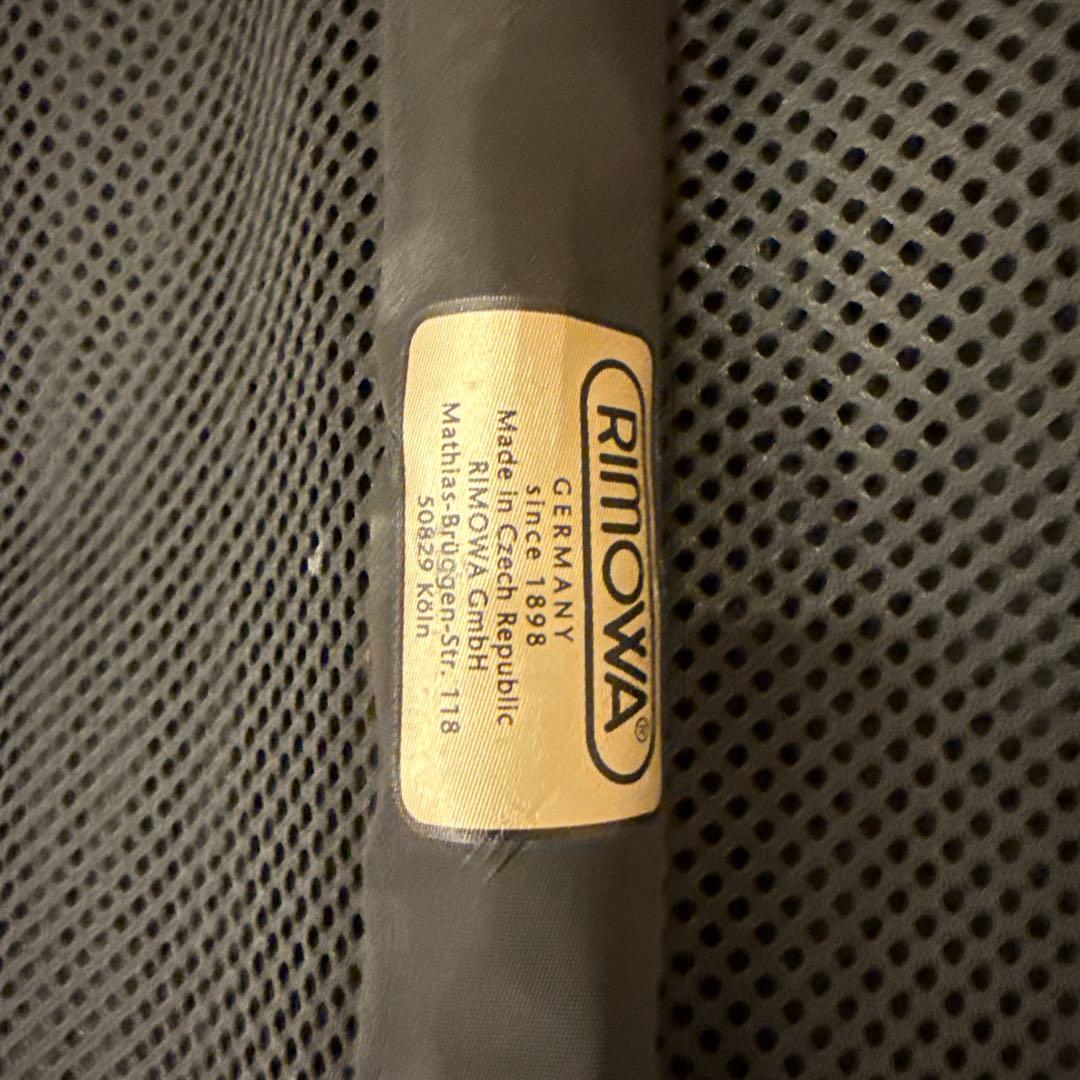 RIMOWA®
GERMANY
since 1898
Made in Czech Republic
RIMOWA GmbH
Mathias-Brüggen-Str. 118
50829 Köln